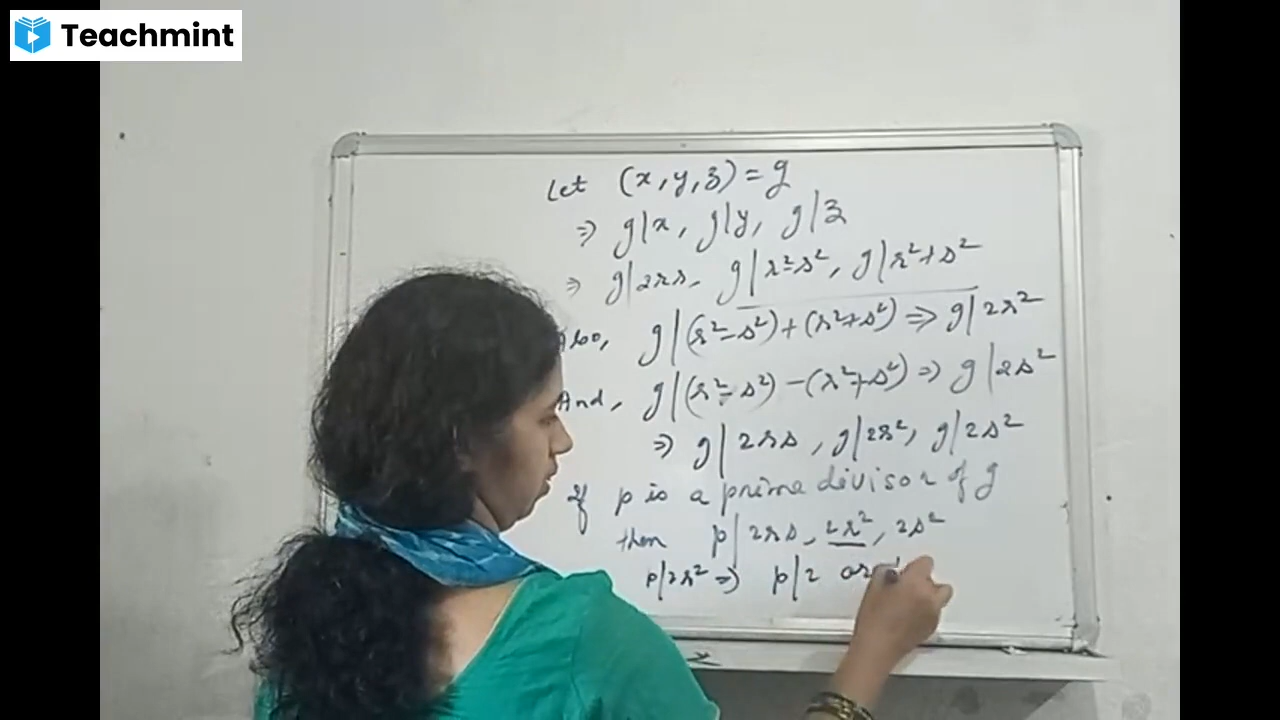 Teachmint
Let (x, y, z) = g
⇒ g|x, g|y, g|z
⇒ g|2rs, g|r²-s², g|r²+s²
Also, g|(r²-s²)+(r²+s²) ⇒ g|2r²
And, g|(r²-s²)-(r²+s²) ⇒ g|2s²
⇒ g|2rs, g|2r², g|2s²
If p is a prime divisor of g
then p|2rs, 2r², 2s²
p|2r² ⇒ p|2 or